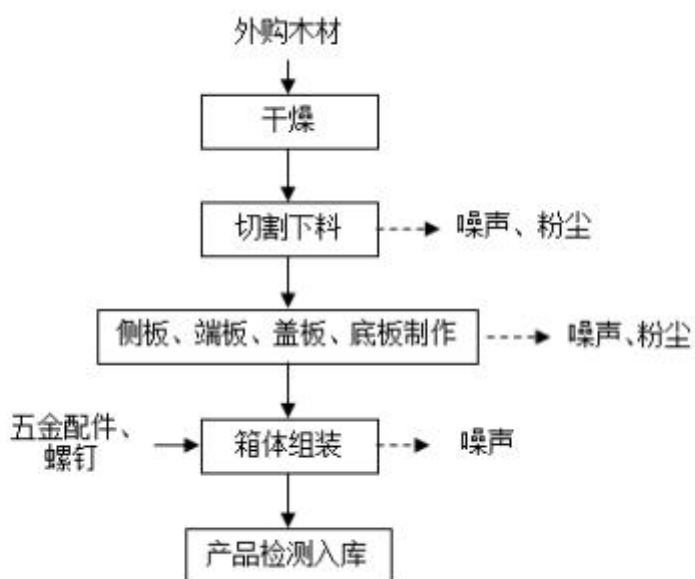 外购木材
干燥
切割下料
噪声、粉尘
侧板、端板、盖板、底板制作
噪声、粉尘
五金配件、
螺钉
箱体组装
噪声
产品检测入库